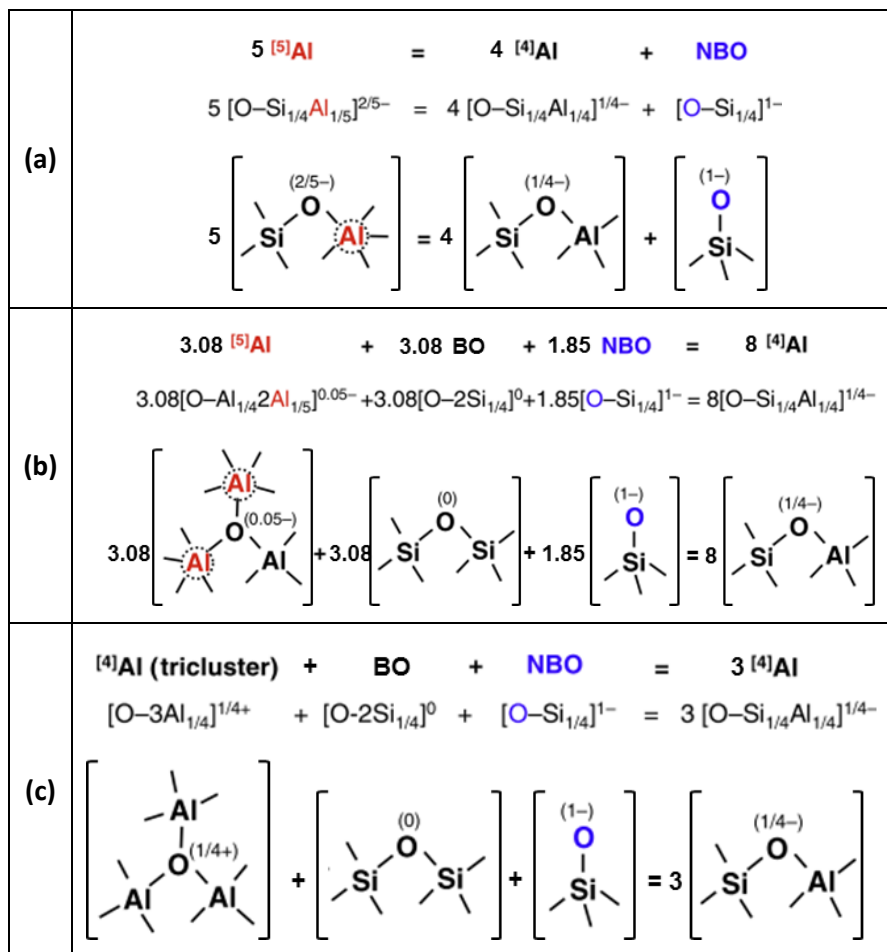 (a)
5 [5]Al = 4 [4]Al + NBO
5 [O–Si1/4Al1/5]2/5– = 4 [O–Si1/4Al1/4]1/4– + [O–Si1/4]1–
(2/5–) (1/4–) (1–)
O O O
5 Si Al = 4 Si Al + Si
(b)
3.08 [5]Al + 3.08 BO + 1.85 NBO = 8 [4]Al
3.08[O–Al1/42Al1/5]0.05– +3.08[O–2Si1/4]0+1.85[O–Si1/4]1– = 8[O–Si1/4Al1/4]1/4–
Al (0) (1–) (1/4–)
O (0.05–) O O O
3.08 Al Al + 3.08 Si Si + 1.85 Si = 8 Si Al
(c)
[4]Al (tricluster) + BO + NBO = 3 [4]Al
[O–3Al1/4]1/4+ + [O-2Si1/4]0 + [O–Si1/4]1– = 3 [O–Si1/4Al1/4]1/4–
Al (0) (1–) (1/4–)
O (1/4+) O O O
Al Al + Si Si + Si = 3 Si Al